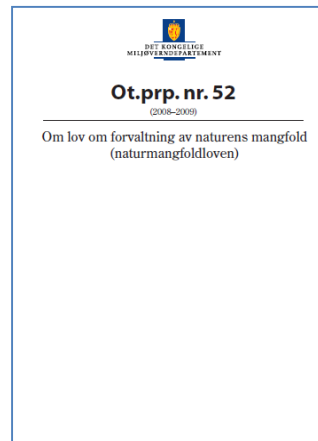 DET KONGELIGE
MILJØVERNDEPARTEMENT
Ot.prp. nr. 52
(2008–2009)
Om lov om forvaltning av naturens mangfold
(naturmangfoldloven)